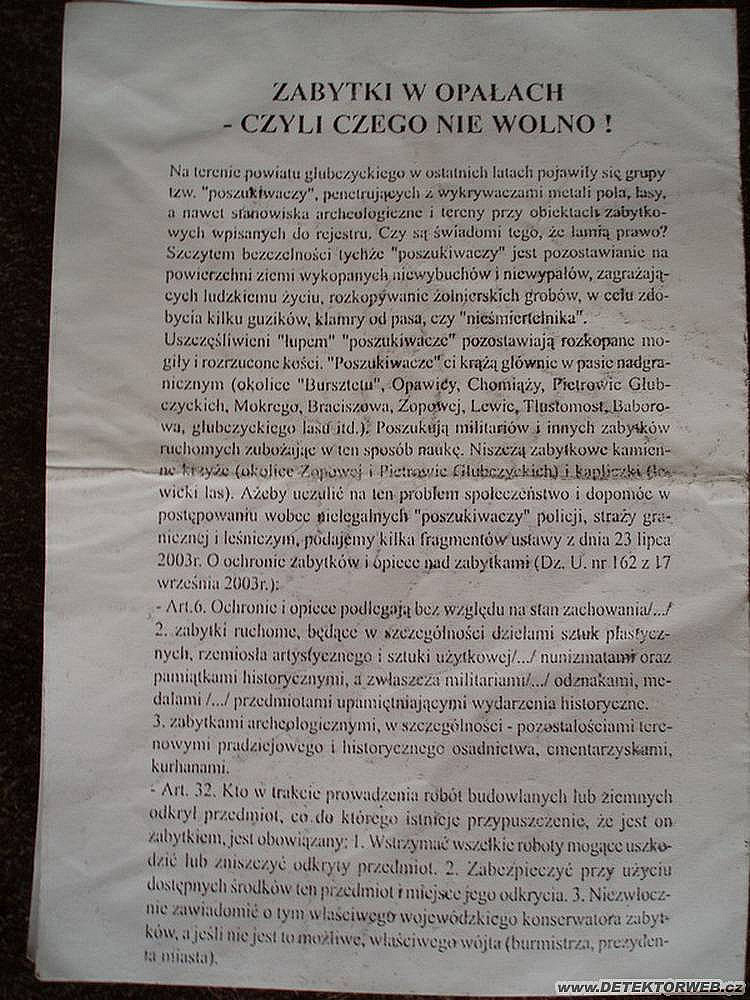 ZABYTKI W OPAŁACH
- CZYLI CZEGO NIE WOLNO !
Na terenie powiatu głubczyckiego w ostatnich latach pojawiły się grupy
tzw. "poszukiwaczy", penetrujących z wykrywaczami metali pola, lasy,
a nawet stanowiska archeologiczne i tereny przy obiektach zabytko-
wych wpisanych do rejestru. Czy są świadomi tego, że łamią prawo?
Szczytem bezczelności tychże "poszukiwaczy" jest pozostawianie na
powierzchni ziemi wykopanych niewybuchów i niewypałów, zagrażają-
cych ludzkiemu życiu, rozkopywanie żołnierskich grobów, w celu zdo-
bycia kilku guzików, klamry od pasa, czy "nieśmiertelnika".
Uszczęśliwieni "łupem" "poszukiwacze" pozostawiają rozkopane mo-
giły i rozrzucone kości. "Poszukiwacze" ci krążą głównie w pasie nadgra-
nicznym (okolice "Bursztetu", Opawicy, Chomiąży, Pietrowic Głub-
czyckich, Mokrego, Braciszowa, Zopowej, Lewic, Tłustomost, Baboro-
wa, głubczyckiego lasu itd.). Poszukują militariów i innych zabytków
ruchomych zubożając w ten sposób naukę. Niszczą zabytkowe kamien-
ne krzyże (okolice Zopowej i Pietrowic Głubczyckich) i kapliczki (le-
wicki las). Ażeby uczulić na ten problem społeczeństwo i dopomóc w
postępowaniu wobec nielegalnych "poszukiwaczy" policji, straży gra-
nicznej i leśniczym, podajemy kilka fragmentów ustawy z dnia 23 lipca
2003r. O ochronie zabytków i opiece nad zabytkami (Dz. U. nr 162 z 17
września 2003r.):
- Art.6. Ochronie i opiece podlegają bez względu na stan zachowania/.../
2. zabytki ruchome, będące w szczególności dziełami sztuk plastycz-
nych, rzemiosła artystycznego i sztuki użytkowej/.../ nunizmatami oraz
pamiątkami historycznymi, a zwłaszcza militariami/.../ odznakami, me-
dalami /.../ przedmiotami upamiętniającymi wydarzenia historyczne.
3. zabytkami archeologicznymi, w szczególności - pozostałościami tere-
nowymi pradziejowego i historycznego osadnictwa, cmentarzyskami,
kurhanami.
- Art. 32. Kto w trakcie prowadzenia robót budowlanych lub ziemnych
odkrył przedmiot, co do którego istnieje przypuszczenie, że jest on
zabytkiem, jest obowiązany: 1. Wstrzymać wszelkie roboty mogące uszko-
dzić lub zniszczyć odkryty przedmiot. 2. Zabezpieczyć przy użyciu
dostępnych środków ten przedmiot i miejsce jego odkrycia. 3. Niezwłocz-
nie zawiadomić o tym właściwego wojewódzkiego konserwatora zabyt-
ków, a jeśli nie jest to możliwe, właściwego wójta (burmistrza, prezyden-
ta miasta).
www.DETEKTORWEB.cz